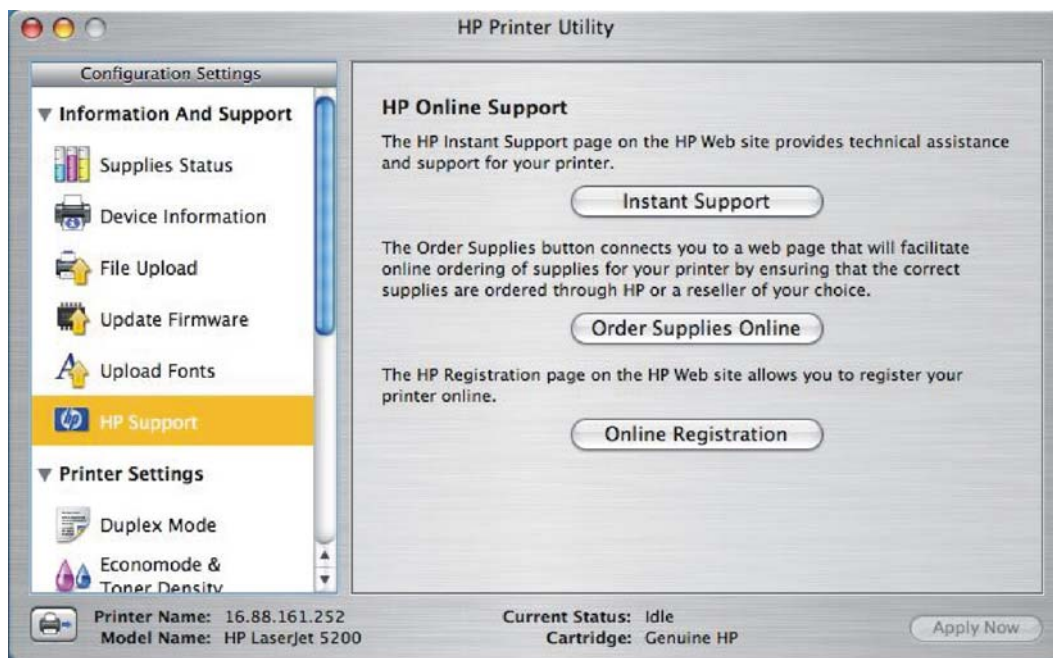 HP Printer Utility
Configuration Settings
Information And Support
Supplies Status
Device Information
File Upload
Update Firmware
Upload Fonts
HP Support
Printer Settings
Duplex Mode
Economode &
Toner Density
HP Online Support
The HP Instant Support page on the HP Web site provides technical assistance
and support for your printer.
Instant Support
The Order Supplies button connects you to a web page that will facilitate
online ordering of supplies for your printer by ensuring that the correct
supplies are ordered through HP or a reseller of your choice.
Order Supplies Online
The HP Registration page on the HP Web site allows you to register your
printer online.
Online Registration
Printer Name: 16.88.161.252
Model Name: HP LaserJet 5200
Current Status: Idle
Cartridge: Genuine HP
Apply Now